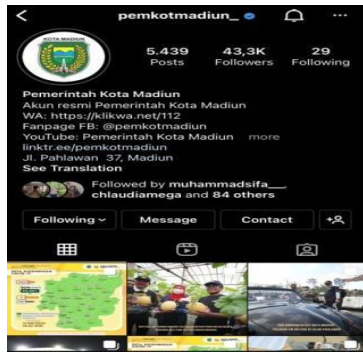 pemkotmadiun_
KOTA MADIUN
5.439 43,3K 29
Posts Followers Following
Pemerintah Kota Madiun
Akun resmi Pemerintah Kota Madiun
WA: https://klikwa.net/112
Fanpage FB: @pemkotmadiun
YouTube: Pemerintah Kota Madiun more
linktr.ee/pemkotmadiun
Jl. Pahlawan 37, Madiun
See Translation
Followed by muhammadsifa__,
chlaudiamega and 84 others
Following Message Contact